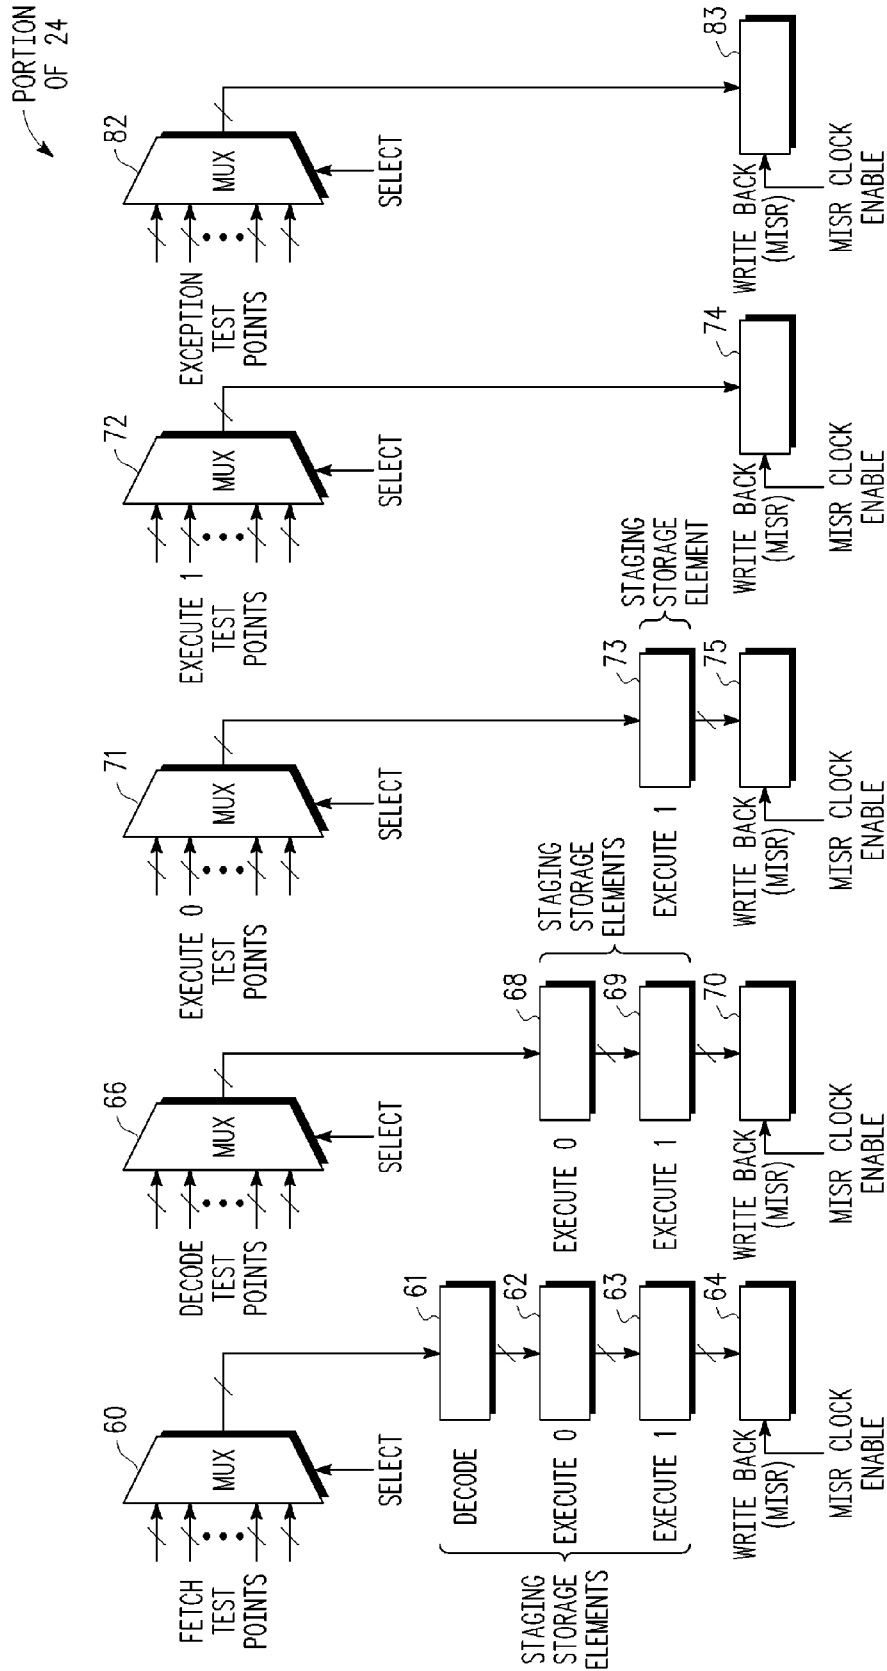 PORTION
OF 24
FETCH
TEST
POINTS
60
MUX
SELECT
STAGING
STORAGE
ELEMENTS
DECODE
61
EXECUTE 0
62
EXECUTE 1
63
WRITE BACK
(MISR)
64
MISR CLOCK
ENABLE
DECODE
TEST
POINTS
66
MUX
SELECT
STAGING
STORAGE
ELEMENTS
EXECUTE 0
68
EXECUTE 1
69
WRITE BACK
(MISR)
70
MISR CLOCK
ENABLE
EXECUTE 0
TEST
POINTS
71
MUX
SELECT
STAGING
STORAGE
ELEMENT
EXECUTE 1
73
WRITE BACK
(MISR)
75
MISR CLOCK
ENABLE
EXECUTE 1
TEST
POINTS
72
MUX
SELECT
WRITE BACK
(MISR)
74
MISR CLOCK
ENABLE
EXCEPTION
TEST
POINTS
82
MUX
SELECT
WRITE BACK
(MISR)
83
MISR CLOCK
ENABLE